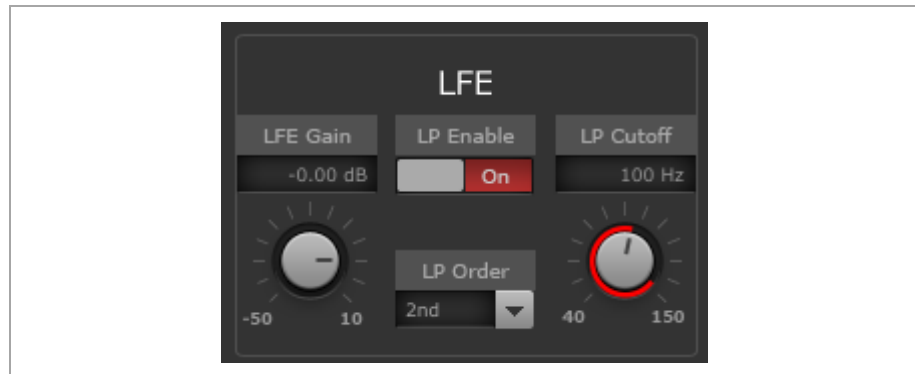 LFE
LFE Gain LP Enable LP Cutoff
-0.00 dB On 100 Hz
LP Order
2nd
-50 10 40 150